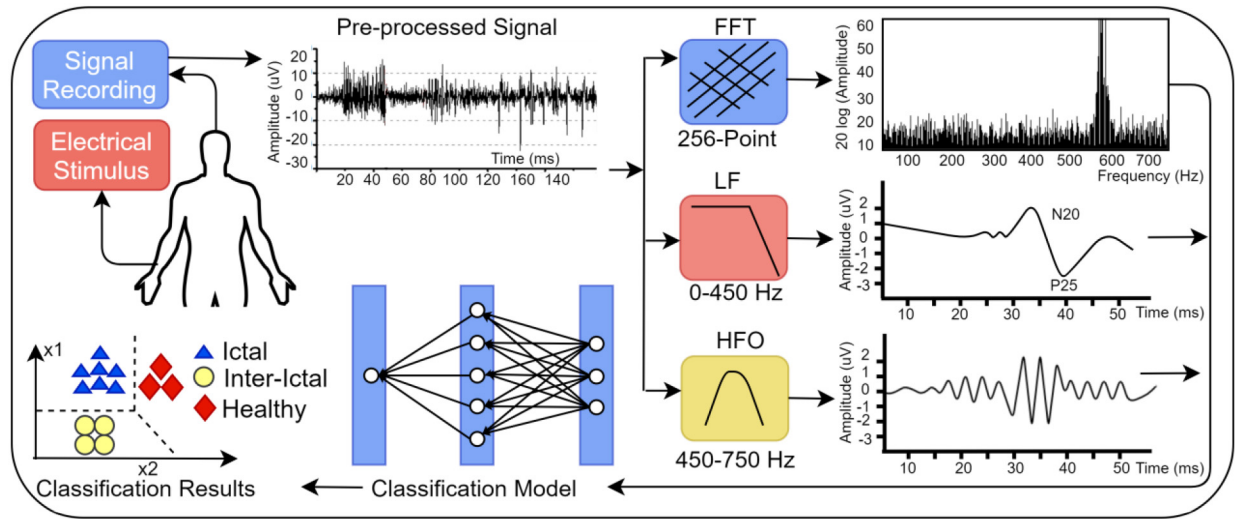 Signal
Recording
Electrical
Stimulus
Pre-processed Signal
Amplitude (uV)
20
10
0
-10
-20
-30
Time (ms)
20 40 60 80 100 120 160 140
FFT
256-Point
20 log (Amplitude)
60
50
40
30
20
10
100 200 300 400 500 600 700
Frequency (Hz)
LF
0-450 Hz
Amplitude (uV)
2
1
0
-1
-2
-3
N20
P25
5 10 20 30 40 50
Time (ms)
HFO
450-750 Hz
Amplitude (uV)
2
1
0
-1
-2
-3
5 10 20 30 40 50
Time (ms)
x1
x2
Ictal
Inter-Ictal
Healthy
Classification Results
Classification Model